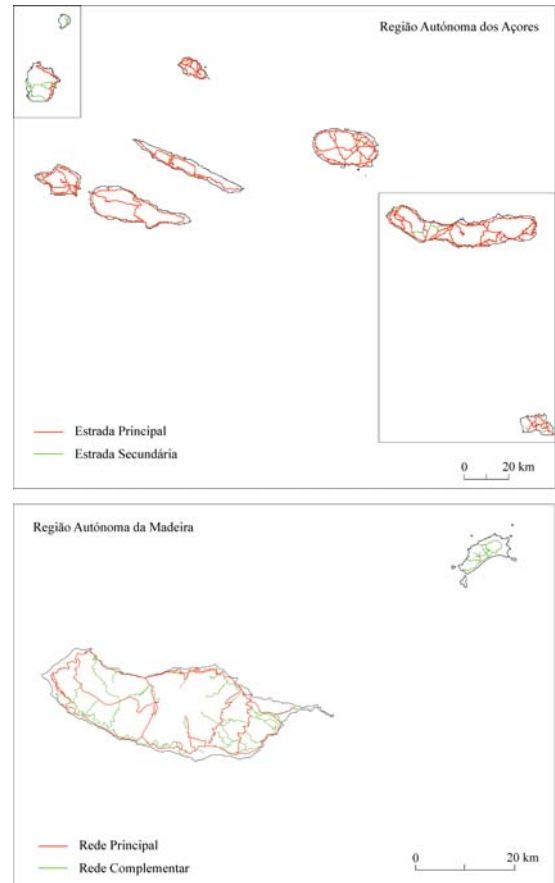 Região Autónoma dos Açores
Estrada Principal
Estrada Secundária
0 20 km
Região Autónoma da Madeira
Rede Principal
Rede Complementar
0 20 km